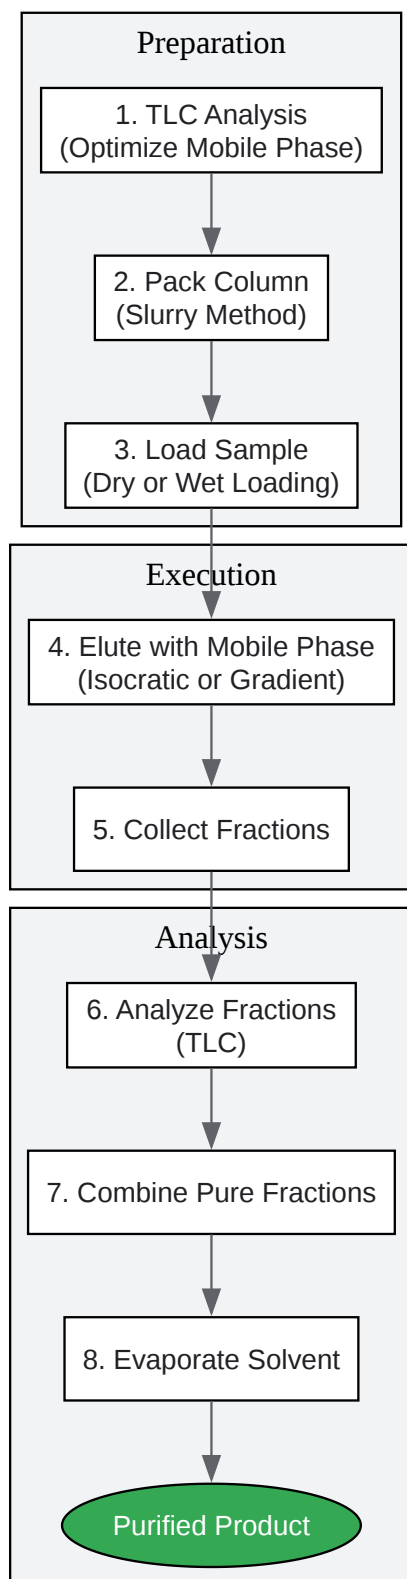 Preparation
1. TLC Analysis
(Optimize Mobile Phase)
2. Pack Column
(Slurry Method)
3. Load Sample
(Dry or Wet Loading)
Execution
4. Elute with Mobile Phase
(Isocratic or Gradient)
5. Collect Fractions
Analysis
6. Analyze Fractions
(TLC)
7. Combine Pure Fractions
8. Evaporate Solvent
Purified Product